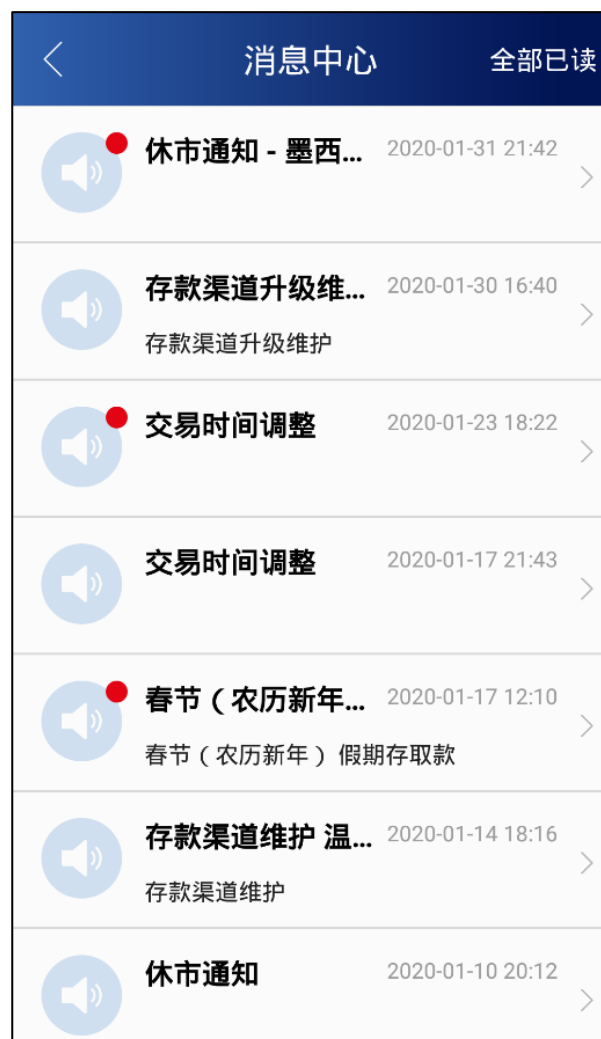 消息中心 全部已读
休市通知 - 墨西... 2020-01-31 21:42
存款渠道升级维... 2020-01-30 16:40
存款渠道升级维护
交易时间调整 2020-01-23 18:22
交易时间调整 2020-01-17 21:43
春节（农历新年... 2020-01-17 12:10
春节（农历新年）假期存取款
存款渠道维护 温... 2020-01-14 18:16
存款渠道维护
休市通知 2020-01-10 20:12